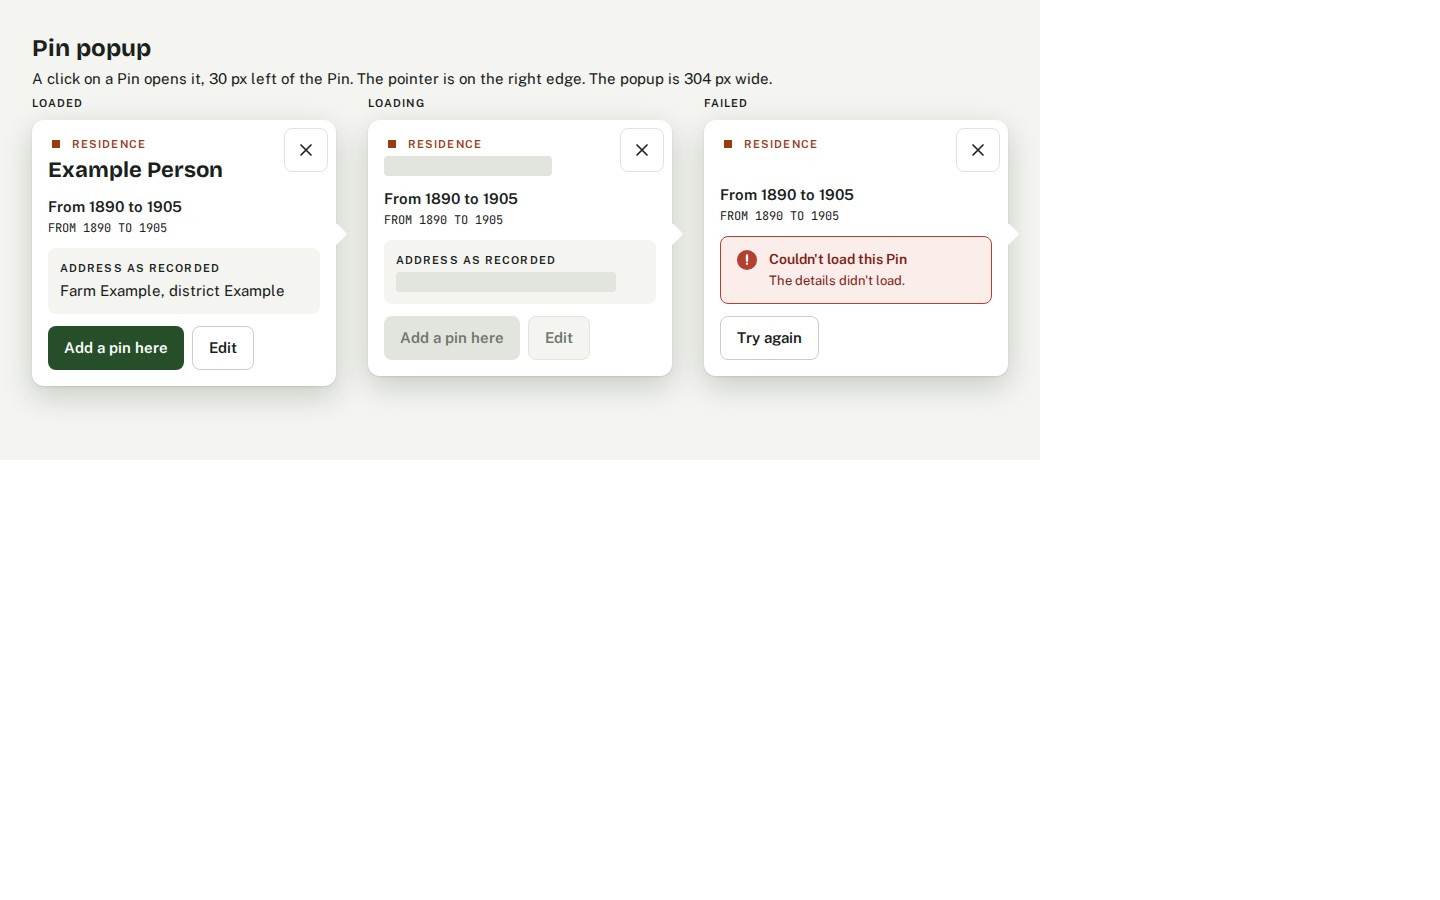 Pin popup
A click on a Pin opens it, 30 px left of the Pin. The pointer is on the right edge. The popup is 304 px wide.
LOADED
RESIDENCE
Example Person
From 1890 to 1905
FROM 1890 TO 1905
ADDRESS AS RECORDED
Farm Example, district Example
Add a pin here
Edit
LOADING
RESIDENCE
From 1890 to 1905
FROM 1890 TO 1905
ADDRESS AS RECORDED
Add a pin here
Edit
FAILED
RESIDENCE
From 1890 to 1905
FROM 1890 TO 1905
Couldn't load this Pin
The details didn't load.
Try again